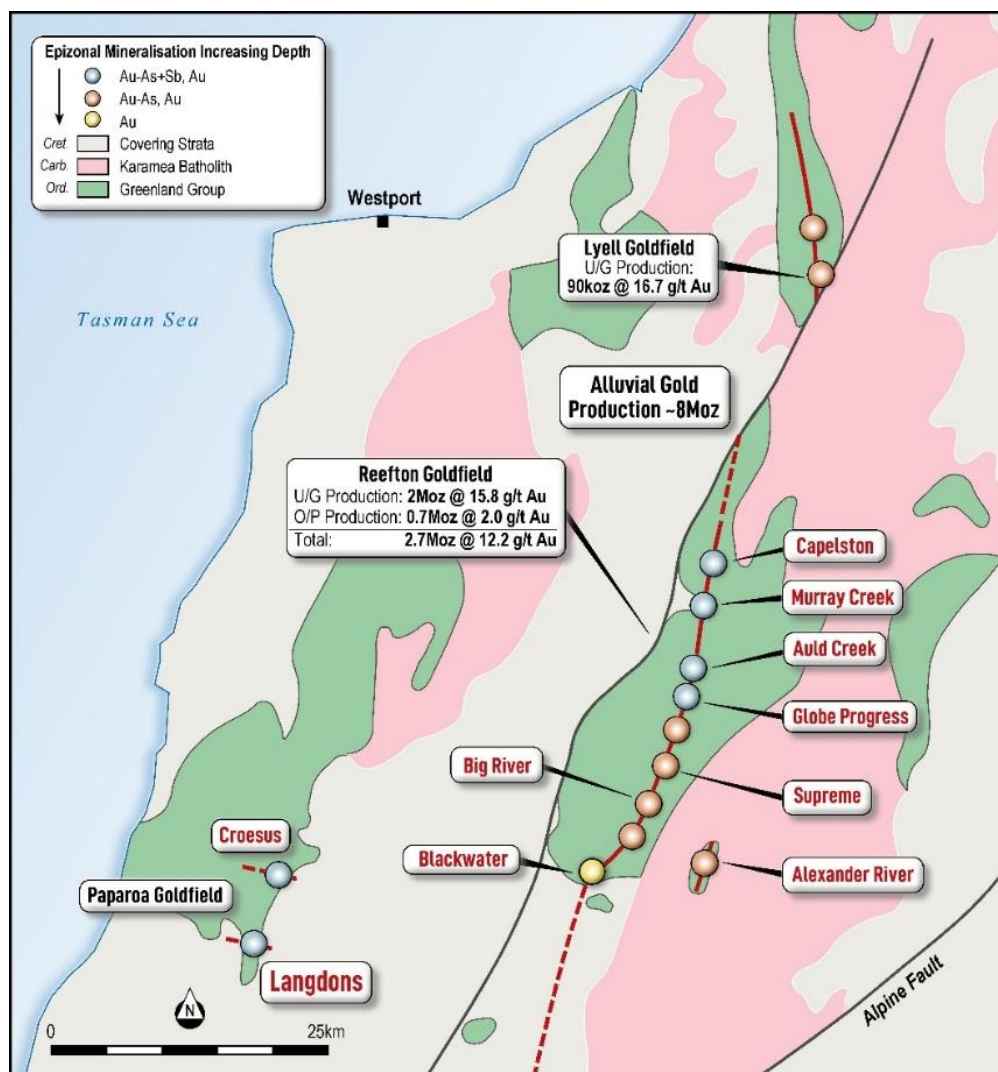 Epizonal Mineralisation Increasing Depth
Au-As+Sb, Au
Au-As, Au
Au
Cret. Covering Strata
Carb. Karamea Batholith
Ord. Greenland Group
Westport
Tasman Sea
Lyell Goldfield
U/G Production:
90koz @ 16.7 g/t Au
Alluvial Gold
Production ~8Moz
Reefton Goldfield
U/G Production: 2Moz @ 15.8 g/t Au
O/P Production: 0.7Moz @ 2.0 g/t Au
Total: 2.7Moz @ 12.2 g/t Au
Capelston
Murray Creek
Auld Creek
Globe Progress
Big River
Supreme
Croesus
Blackwater
Alexander River
Paparoa Goldfield
Langdons
Alpine Fault
N
0 25km